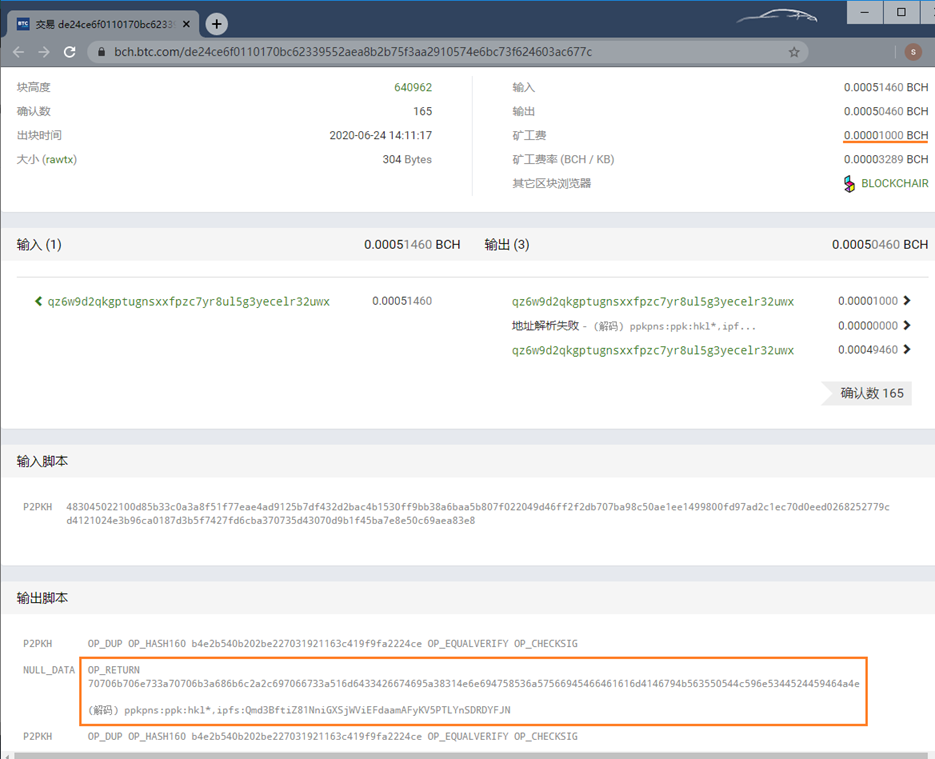 BTC 交易 de24ce6f0110170bc6233
bch.btc.com/de24ce6f0110170bc62339552aea8b2b75f3aa2910574e6bc73f624603ac677c
S
块高度 640962 输入 0.00051460 BCH
确认数 165 输出 0.00050460 BCH
出块时间 2020-06-24 14:11:17 矿工费 0.00001000 BCH
大小 (rawtx) 304 Bytes 矿工费率 (BCH / KB) 0.00003289 BCH
其它区块浏览器 BLOCKCHAIR
输入 (1) 0.00051460 BCH 输出 (3) 0.00050460 BCH
qz6w9d2qkgptugnsxxfpzc7yr8ul5g3yecelr32uwx 0.00051460 qz6w9d2qkgptugnsxxfpzc7yr8ul5g3yecelr32uwx 0.00001000
地址解析失败 - (解码) ppkpns:ppk:hkl*.ipf... 0.00000000
qz6w9d2qkgptugnsxxfpzc7yr8ul5g3yecelr32uwx 0.00049460
确认数 165
输入脚本
P2PKH 483045022100d85b33c0a3a8f51f77eae4ad9125b7df432d2bac4b1530ff9bb38a6baa5b807f022049d46ff2f2db707ba98c50ae1ee1499800fd97ad2c1ec70d0eed0268252779c
d4121024e3b96ca0187d3b5f7427fd6cba370735d43070d9b1f45ba7e8e50c69aea83e8
输出脚本
P2PKH OP_DUP OP_HASH160 b4e2b540b202be227031921163c419f9fa2224ce OP_EQUALVERIFY OP_CHECKSIG
NULL_DATA OP_RETURN
70706b706e733a70706b3a686b6c2a2c697066733a516d6433426674695a38314e6e694758536a57566945466461616d4146794b563550544c596e5344524459464a4e
(解码) ppkpns:ppk:hkl*,ipfs:Qmd3BftiZ81NniGXSjWViEFdaamAFyKV5PTLYnSDRDYFJN
P2PKH OP_DUP OP_HASH160 b4e2b540b202be227031921163c419f9fa2224ce OP_EQUALVERIFY OP_CHECKSIG